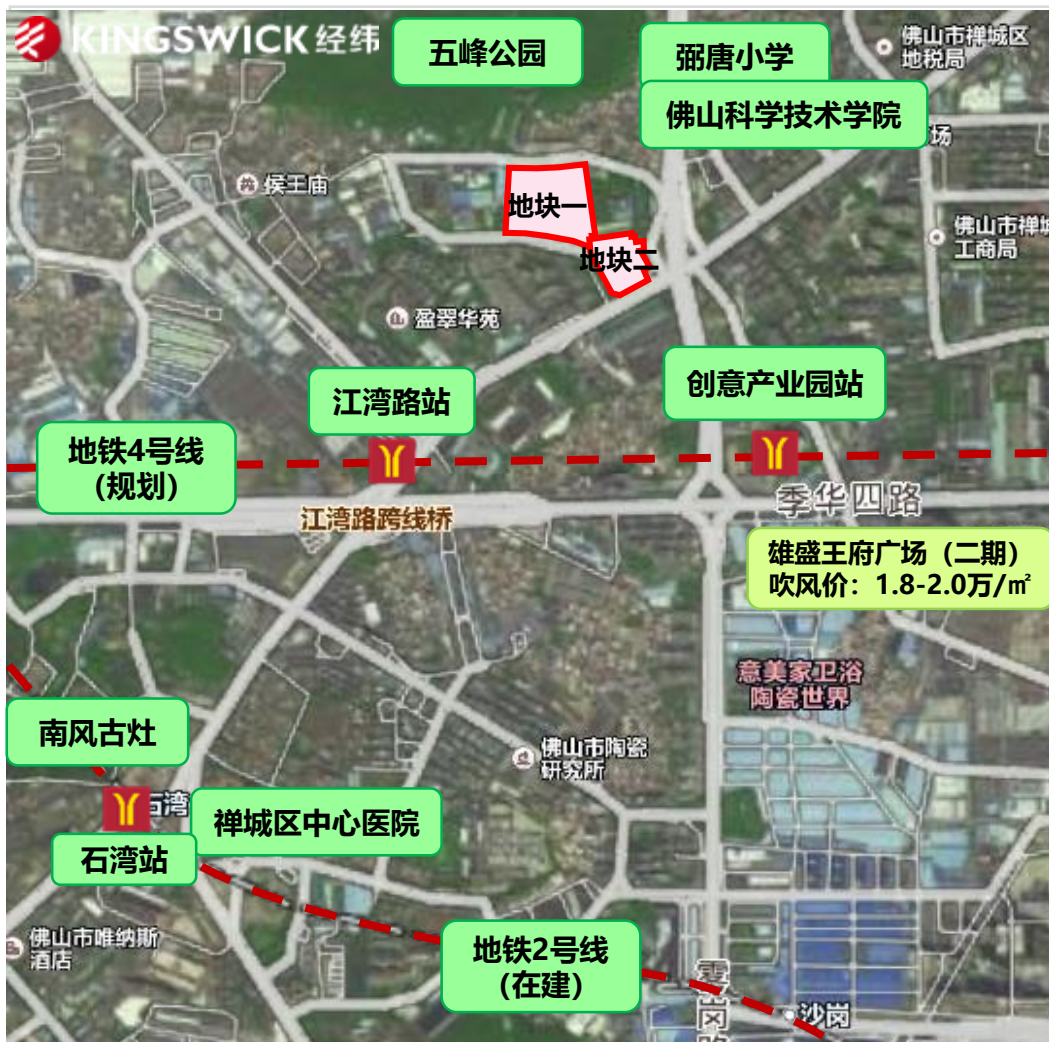 KINGSWICK 经纬
五峰公园
弼唐小学
佛山市禅城区
地税局
佛山科学技术学院
场
侯王庙
地块一
佛山市禅城
工商局
地块二
盈翠华苑
创意产业园站
江湾路站
地铁4号线
(规划)
季华四路
江湾路跨线桥
雄盛王府广场（二期）
吹风价：1.8-2.0万/㎡
意美家卫浴
陶瓷世界
南风古灶
佛山市陶瓷
研究所
石湾
禅城区中心医院
石湾站
佛山市唯纳斯
酒店
地铁2号线
(在建)
沙岗